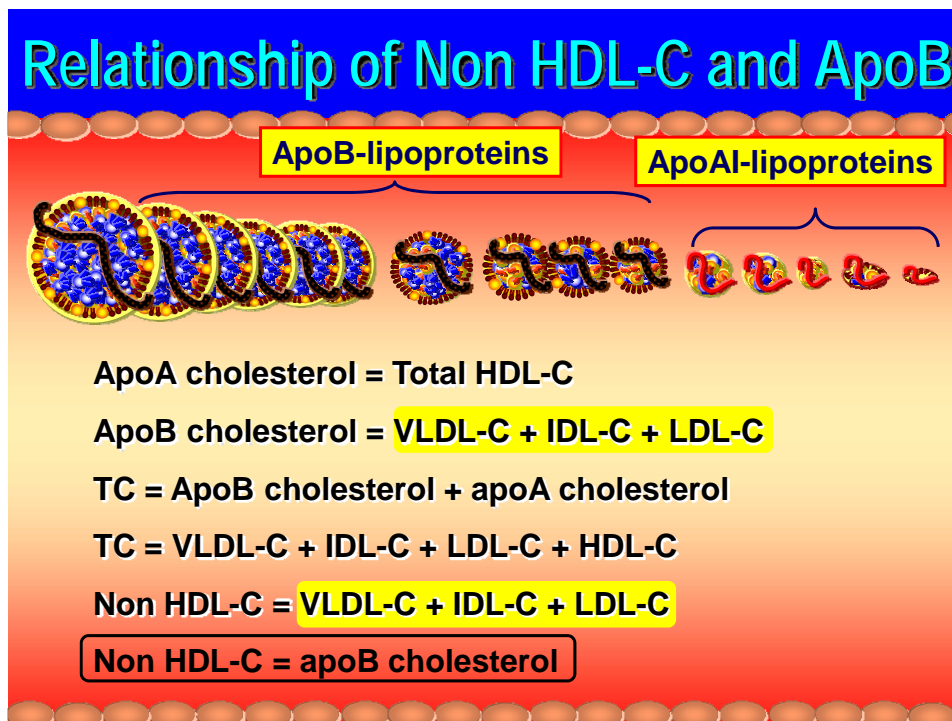 Relationship of Non HDL-C and ApoB
ApoB-lipoproteins
ApoAI-lipoproteins
ApoA cholesterol = Total HDL-C
ApoB cholesterol = VLDL-C + IDL-C + LDL-C
TC = ApoB cholesterol + apoA cholesterol
TC = VLDL-C + IDL-C + LDL-C + HDL-C
Non HDL-C = VLDL-C + IDL-C + LDL-C
Non HDL-C = apoB cholesterol